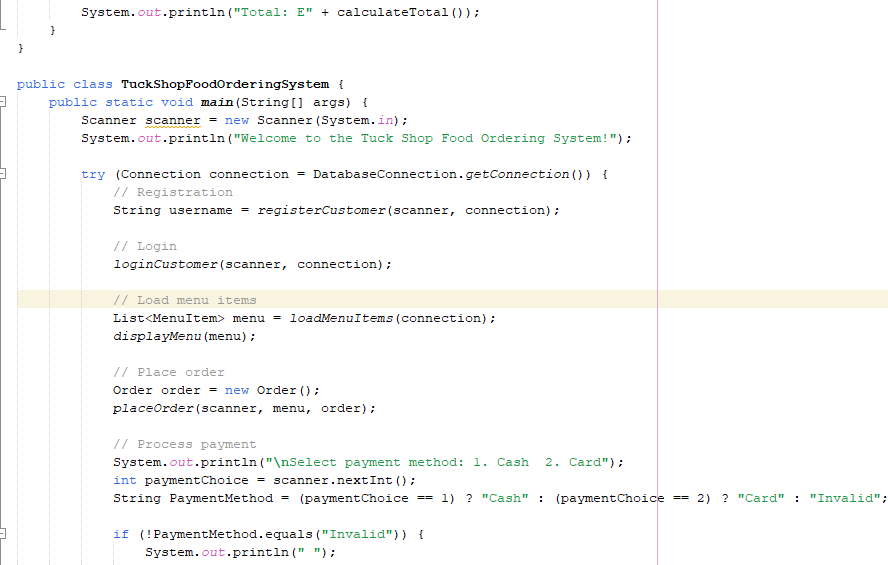 System.out.println("Total: E" + calculateTotal());
}
}
public class TuckShopFoodOrderingSystem {
public static void main(String[] args) {
Scanner scanner = new Scanner(System.in);
System.out.println("Welcome to the Tuck Shop Food Ordering System!");
try (Connection connection = DatabaseConnection.getConnection()) {
// Registration
String username = registerCustomer(scanner, connection);
// Login
loginCustomer(scanner, connection);
// Load menu items
List<MenuItem> menu = loadMenuItems(connection);
displayMenu(menu);
// Place order
Order order = new Order();
placeOrder(scanner, menu, order);
// Process payment
System.out.println("\nSelect payment method: 1. Cash  2. Card");
int paymentChoice = scanner.nextInt();
String PaymentMethod = (paymentChoice == 1) ? "Cash" : (paymentChoice == 2) ? "Card" : "Invalid";
if (!PaymentMethod.equals("Invalid")) {
System.out.println(" ");